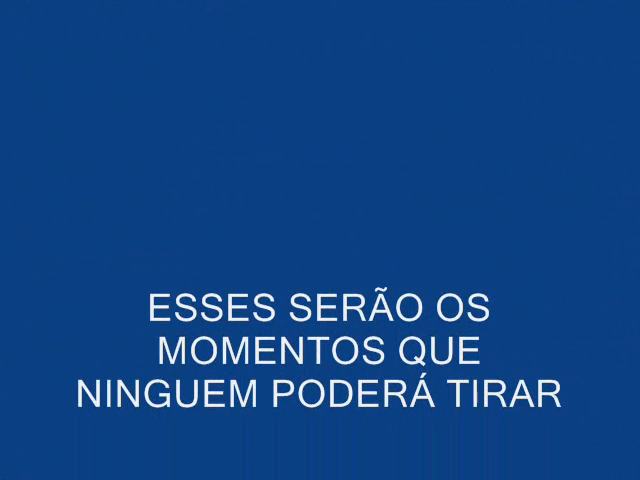 ESSES SERÃO OS
MOMENTOS QUE
NINGUEM PODERÁ TIRAR